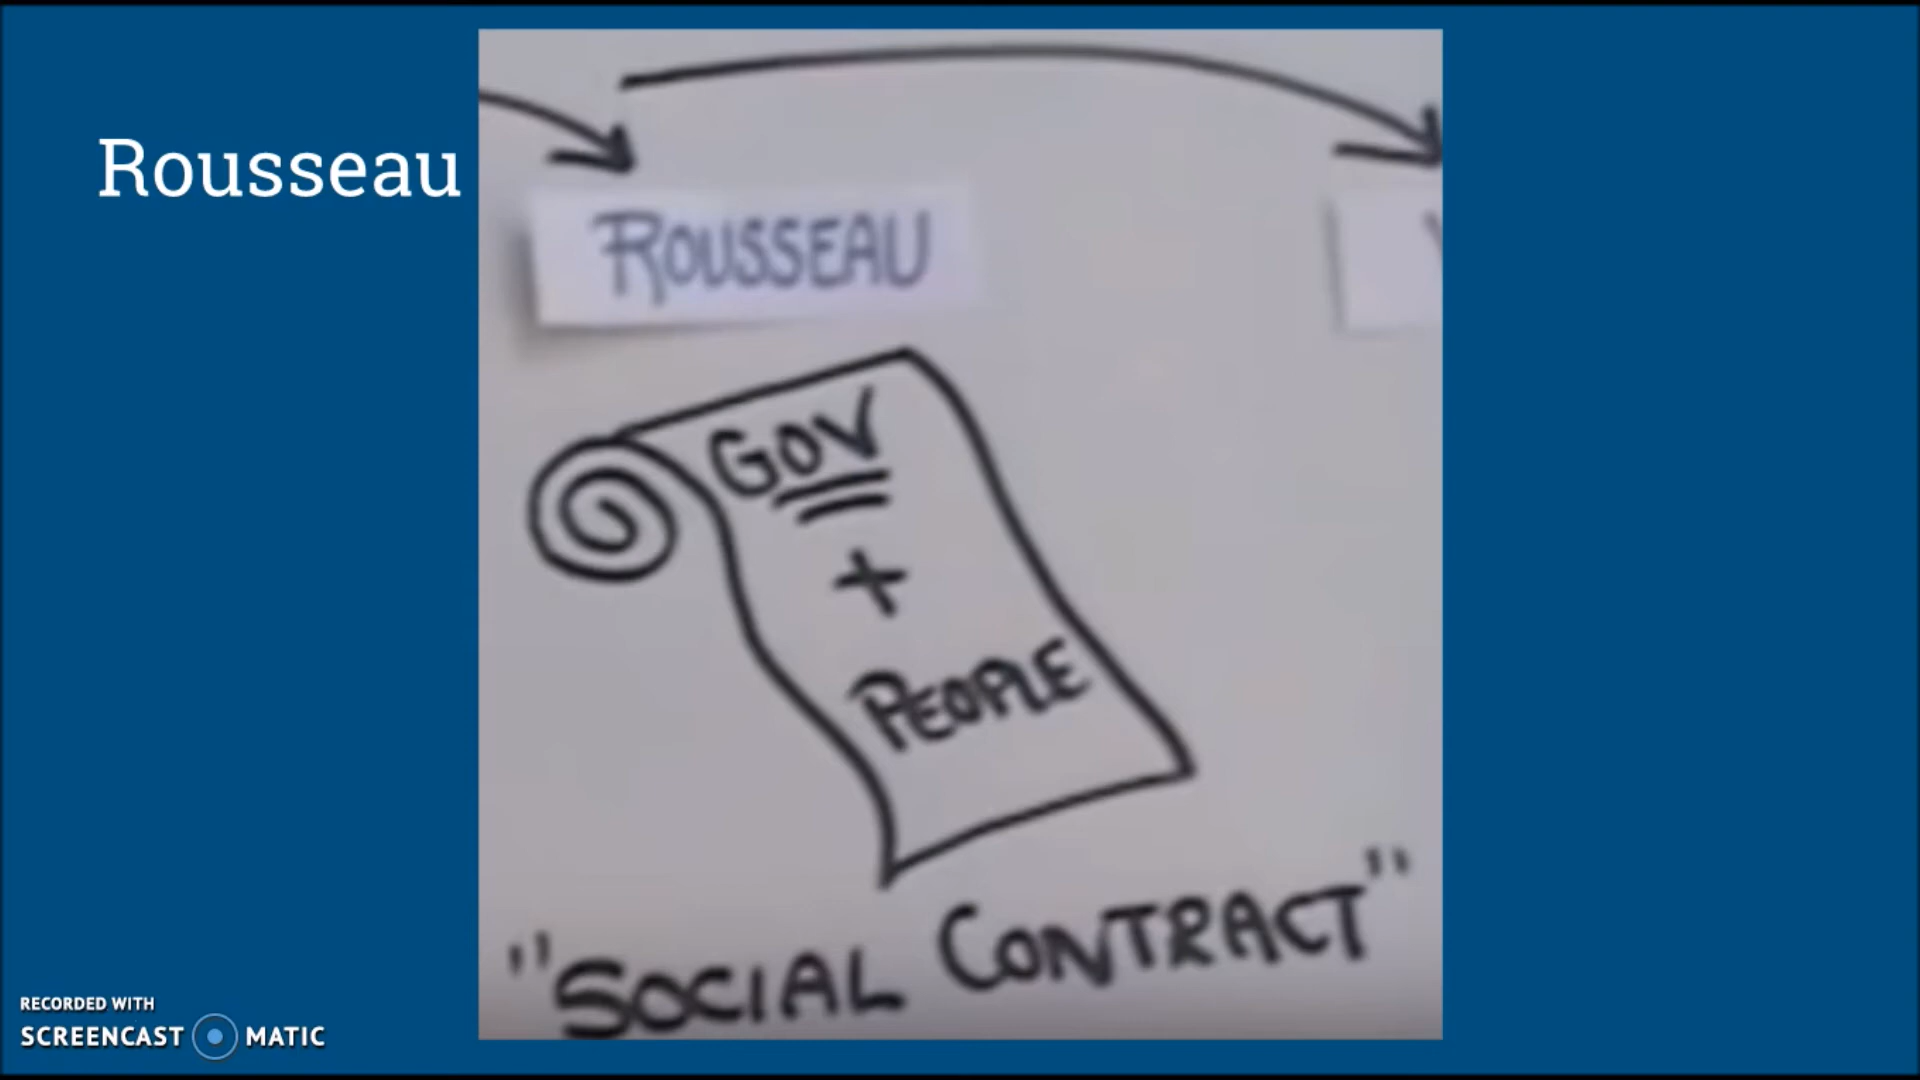 Rousseau
ROUSSEAU
GOV
+
PEOPLE
"SOCIAL CONTRACT"
RECORDED WITH
SCREENCAST MATIC